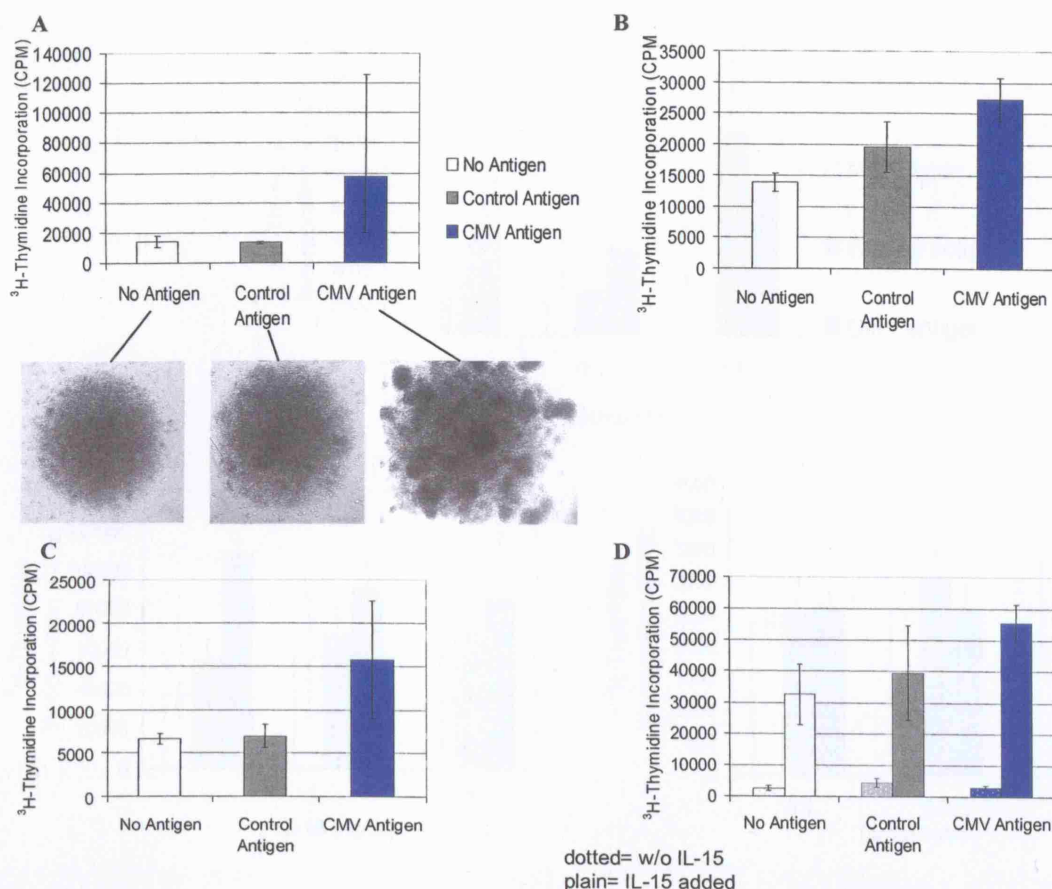 A
³H-Thymidine Incorporation (CPM)
140000
120000
100000
80000
60000
40000
20000
0
No Antigen
Control
Antigen
CMV Antigen
No Antigen
Control Antigen
CMV Antigen
B
³H-Thymidine Incorporation (CPM
35000
30000
25000
20000
15000
10000
5000
0
No Antigen
Control
Antigen
CMV Antigen
C
³H-Thymidine Incorporation (CPM)
25000
20000
15000
10000
5000
0
No Antigen
Control
Antigen
CMV Antigen
D
³H-Thymidine Incorporation (CPM)
70000
60000
50000
40000
30000
20000
10000
0
No Antigen
Control
Antigen
CMV Antigen
dotted= w/o IL-15
plain= IL-15 added